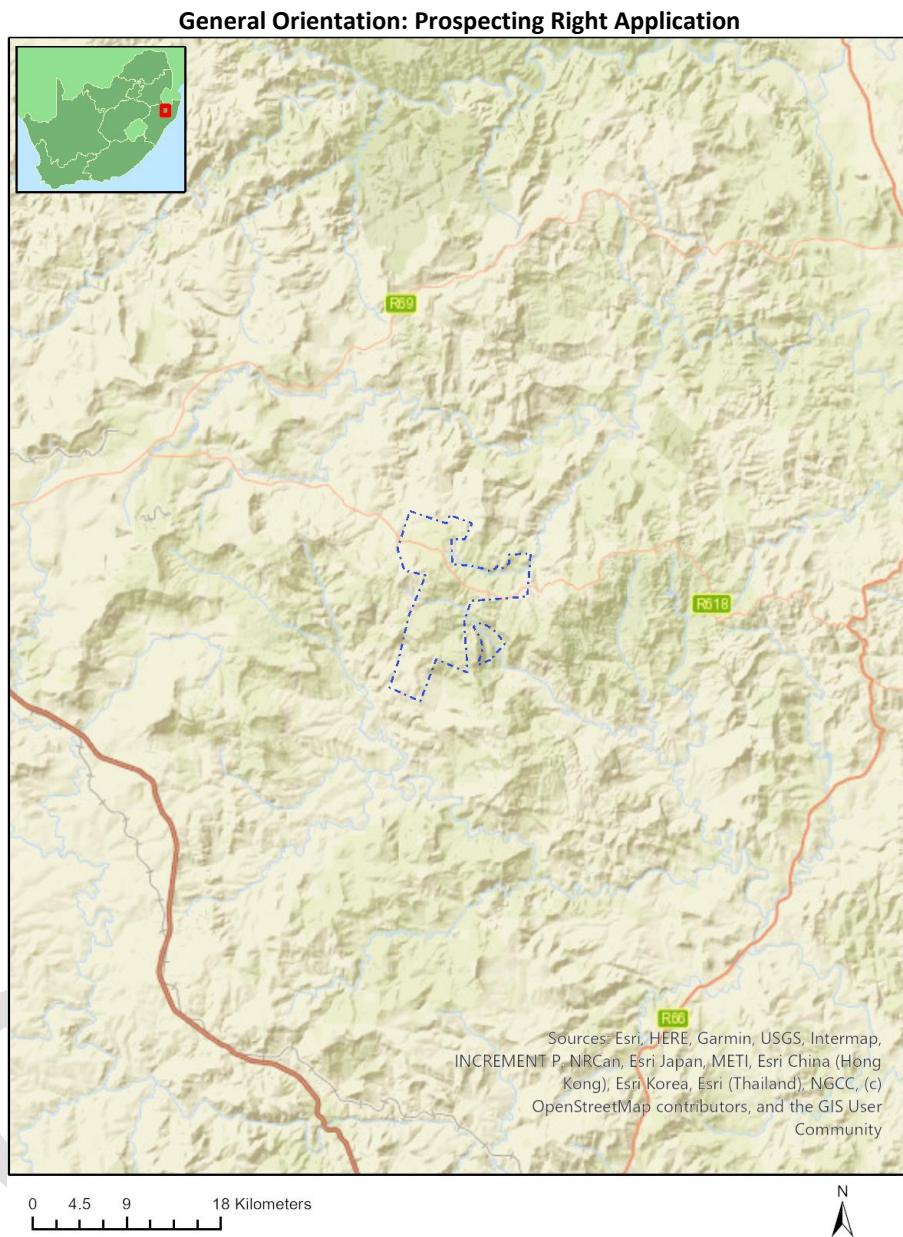 General Orientation: Prospecting Right Application
R69
R618
R66
Sources: Esri, HERE, Garmin, USGS, Intermap,
INCREMENT P, NRCan, Esri Japan, METI, Esri China (Hong
Kong), Esri Korea, Esri (Thailand), NGCC, (c)
OpenStreetMap contributors, and the GIS User
Community
0 4.5 9 18 Kilometers
N